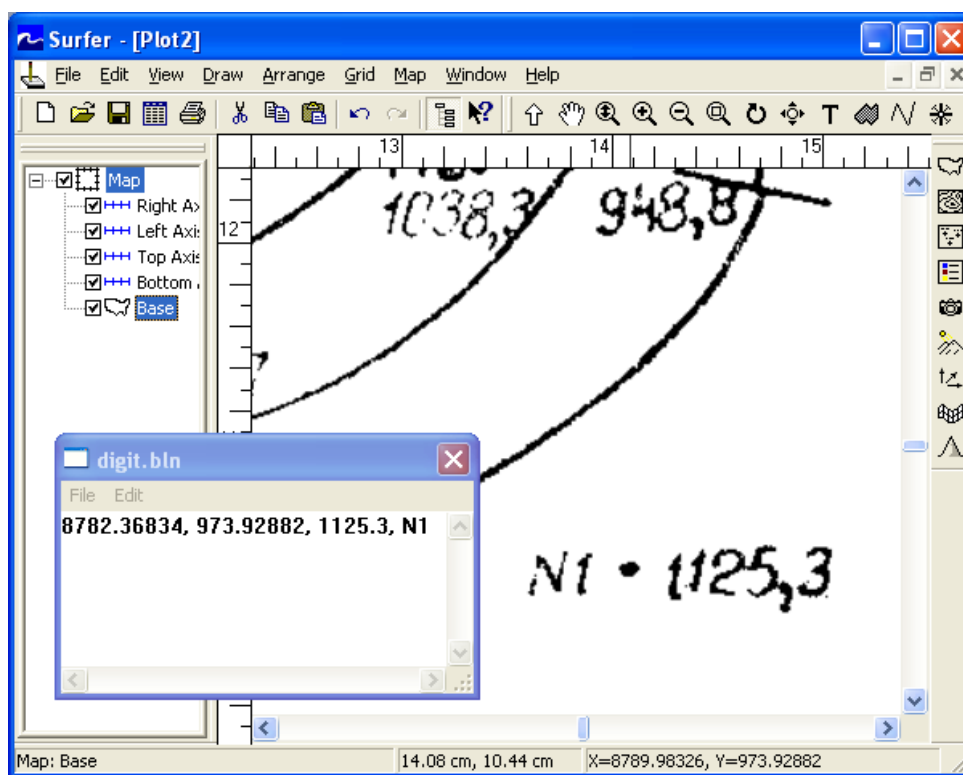 Surfer - [Plot2]
File Edit View Draw Arrange Grid Map Window Help
13 14 15
Map
Right Ax
Left Axis
Top Axis
Bottom
Base
12
1038,3 948,8
digit.bln
File Edit
8782.36834, 973.92882, 1125.3, N1
N1 • 1125,3
Map: Base 14.08 cm, 10.44 cm X=8789.98326, Y=973.92882